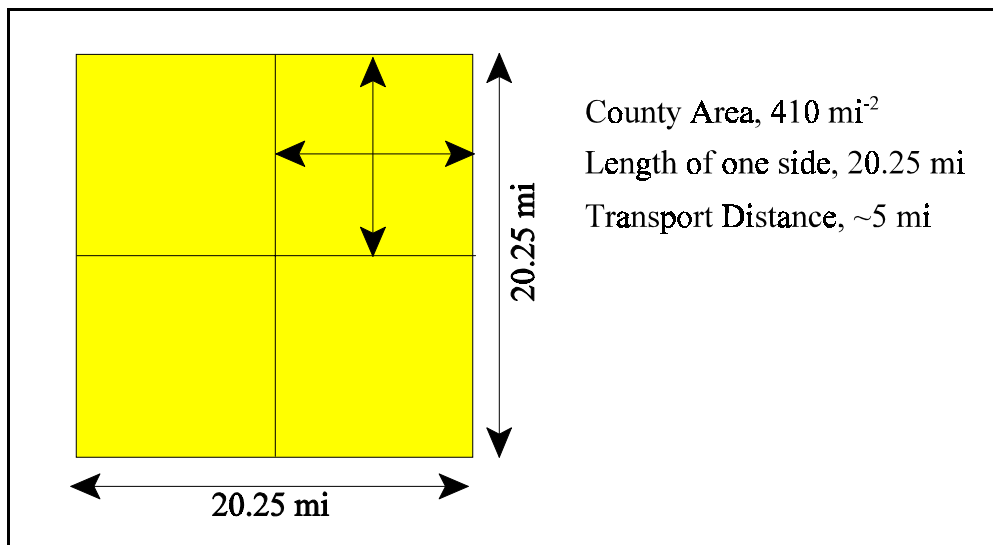 County Area, 410 mi⁻²
Length of one side, 20.25 mi
Transport Distance, ~5 mi
20.25 mi
20.25 mi